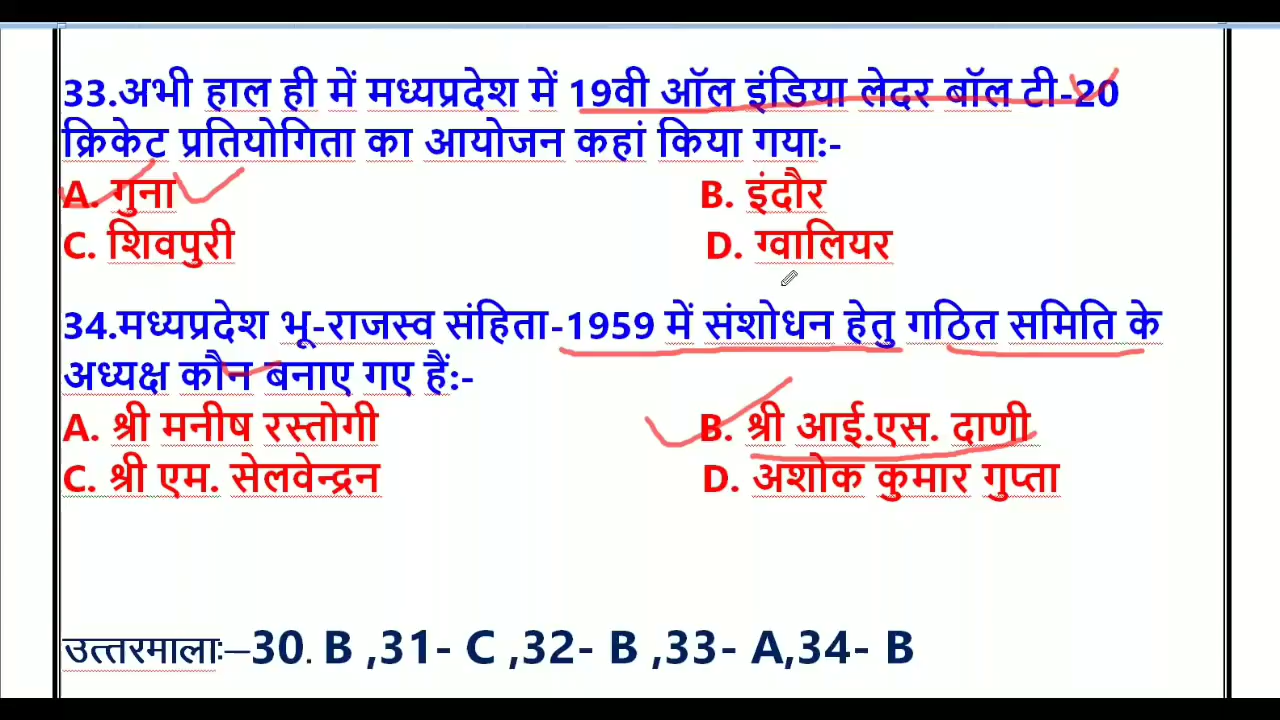 33.अभी हाल ही में मध्यप्रदेश में 19वी ऑल इंडिया लेदर बॉल टी-20
क्रिकेट प्रतियोगिता का आयोजन कहां किया गया:-
A. गुना B. इंदौर
C. शिवपुरी D. ग्वालियर
34.मध्यप्रदेश भू-राजस्व संहिता-1959 में संशोधन हेतु गठित समिति के
अध्यक्ष कौन बनाए गए हैं:-
A. श्री मनीष रस्तोगी B. श्री आई.एस. दाणी
C. श्री एम. सेलवेन्द्रन D. अशोक कुमार गुप्ता
उत्तरमालाः–30. B ,31- C ,32- B ,33- A,34- B